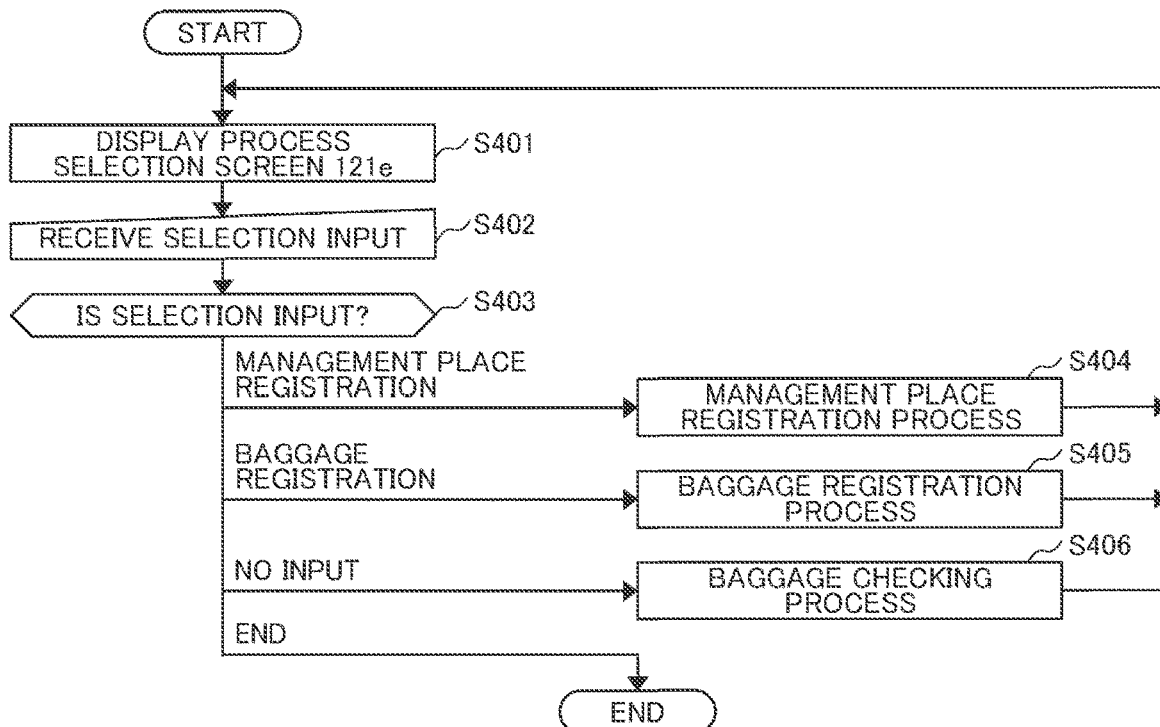 START
DISPLAY PROCESS
SELECTION SCREEN 121e
S401
RECEIVE SELECTION INPUT
S402
IS SELECTION INPUT?
S403
MANAGEMENT PLACE
REGISTRATION
MANAGEMENT PLACE
REGISTRATION PROCESS
S404
BAGGAGE
REGISTRATION
BAGGAGE REGISTRATION
PROCESS
S405
NO INPUT
BAGGAGE CHECKING
PROCESS
S406
END
END